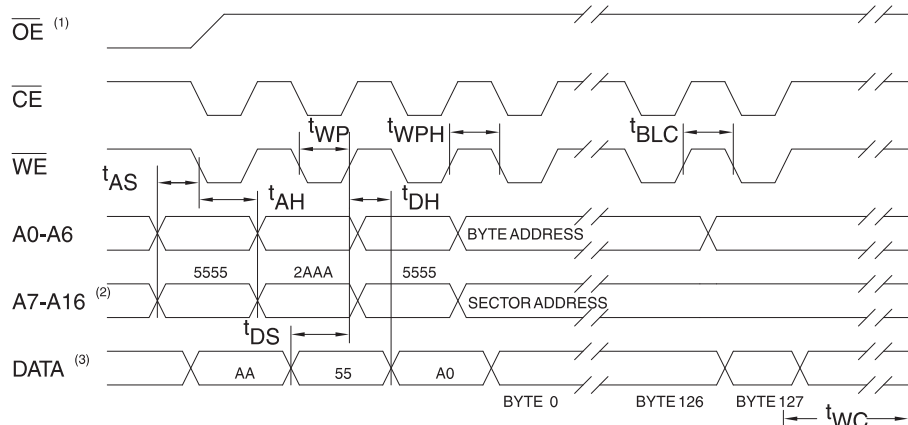 OE (1)
CE
tWP tWPH tBLC
WE
tAS tAH tDH
A0-A6 BYTE ADDRESS
5555 2AAA 5555
A7-A16 (2) SECTOR ADDRESS
tDS
DATA (3) AA 55 A0
BYTE 0 BYTE 126 BYTE 127
tWC